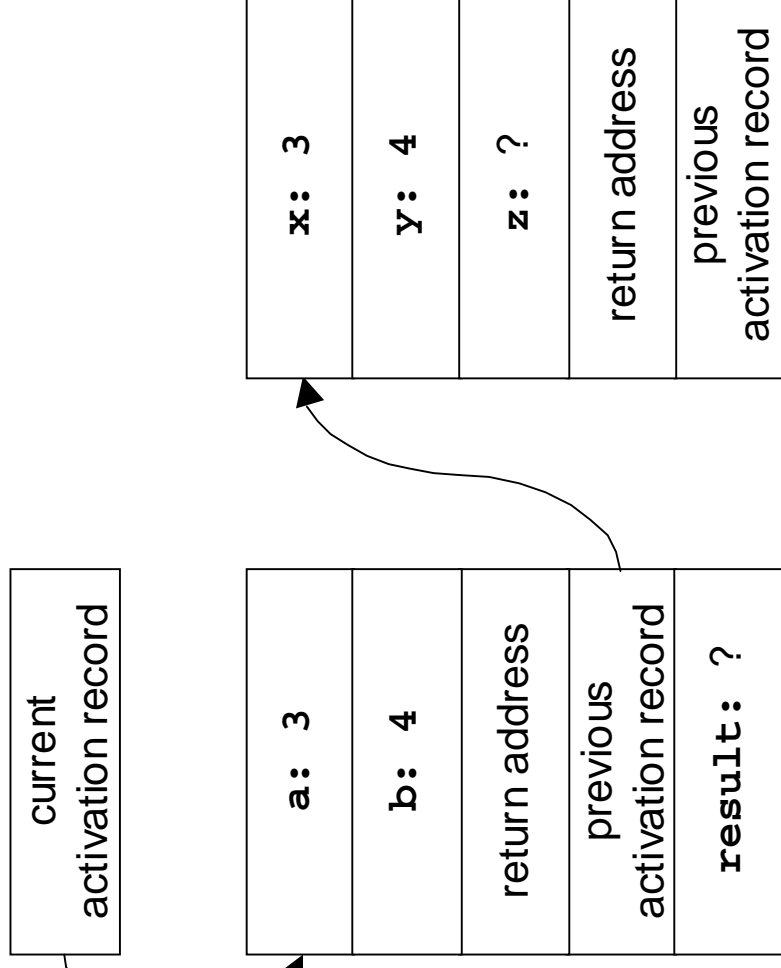 current
activation record
a: 3
b: 4
return address
previous
activation record
result: ?
x: 3
y: 4
z: ?
return address
previous
activation record